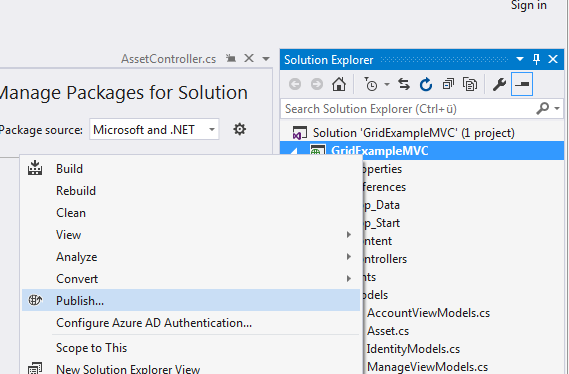 Sign in
AssetController.cs
Solution Explorer
Manage Packages for Solution
Search Solution Explorer (Ctrl+ü)
Package source: Microsoft and .NET
Solution 'GridExampleMVC' (1 project)
GridExampleMVC
Build
operties
Rebuild
ferences
Clean
p_Data
p_Start
View
ntent
Analyze
ntrollers
Convert
nts
Publish...
odels
AccountViewModels.cs
Configure Azure AD Authentication...
Asset.cs
Scope to This
IdentityModels.cs
New Solution Explorer View
ManageViewModels.cs